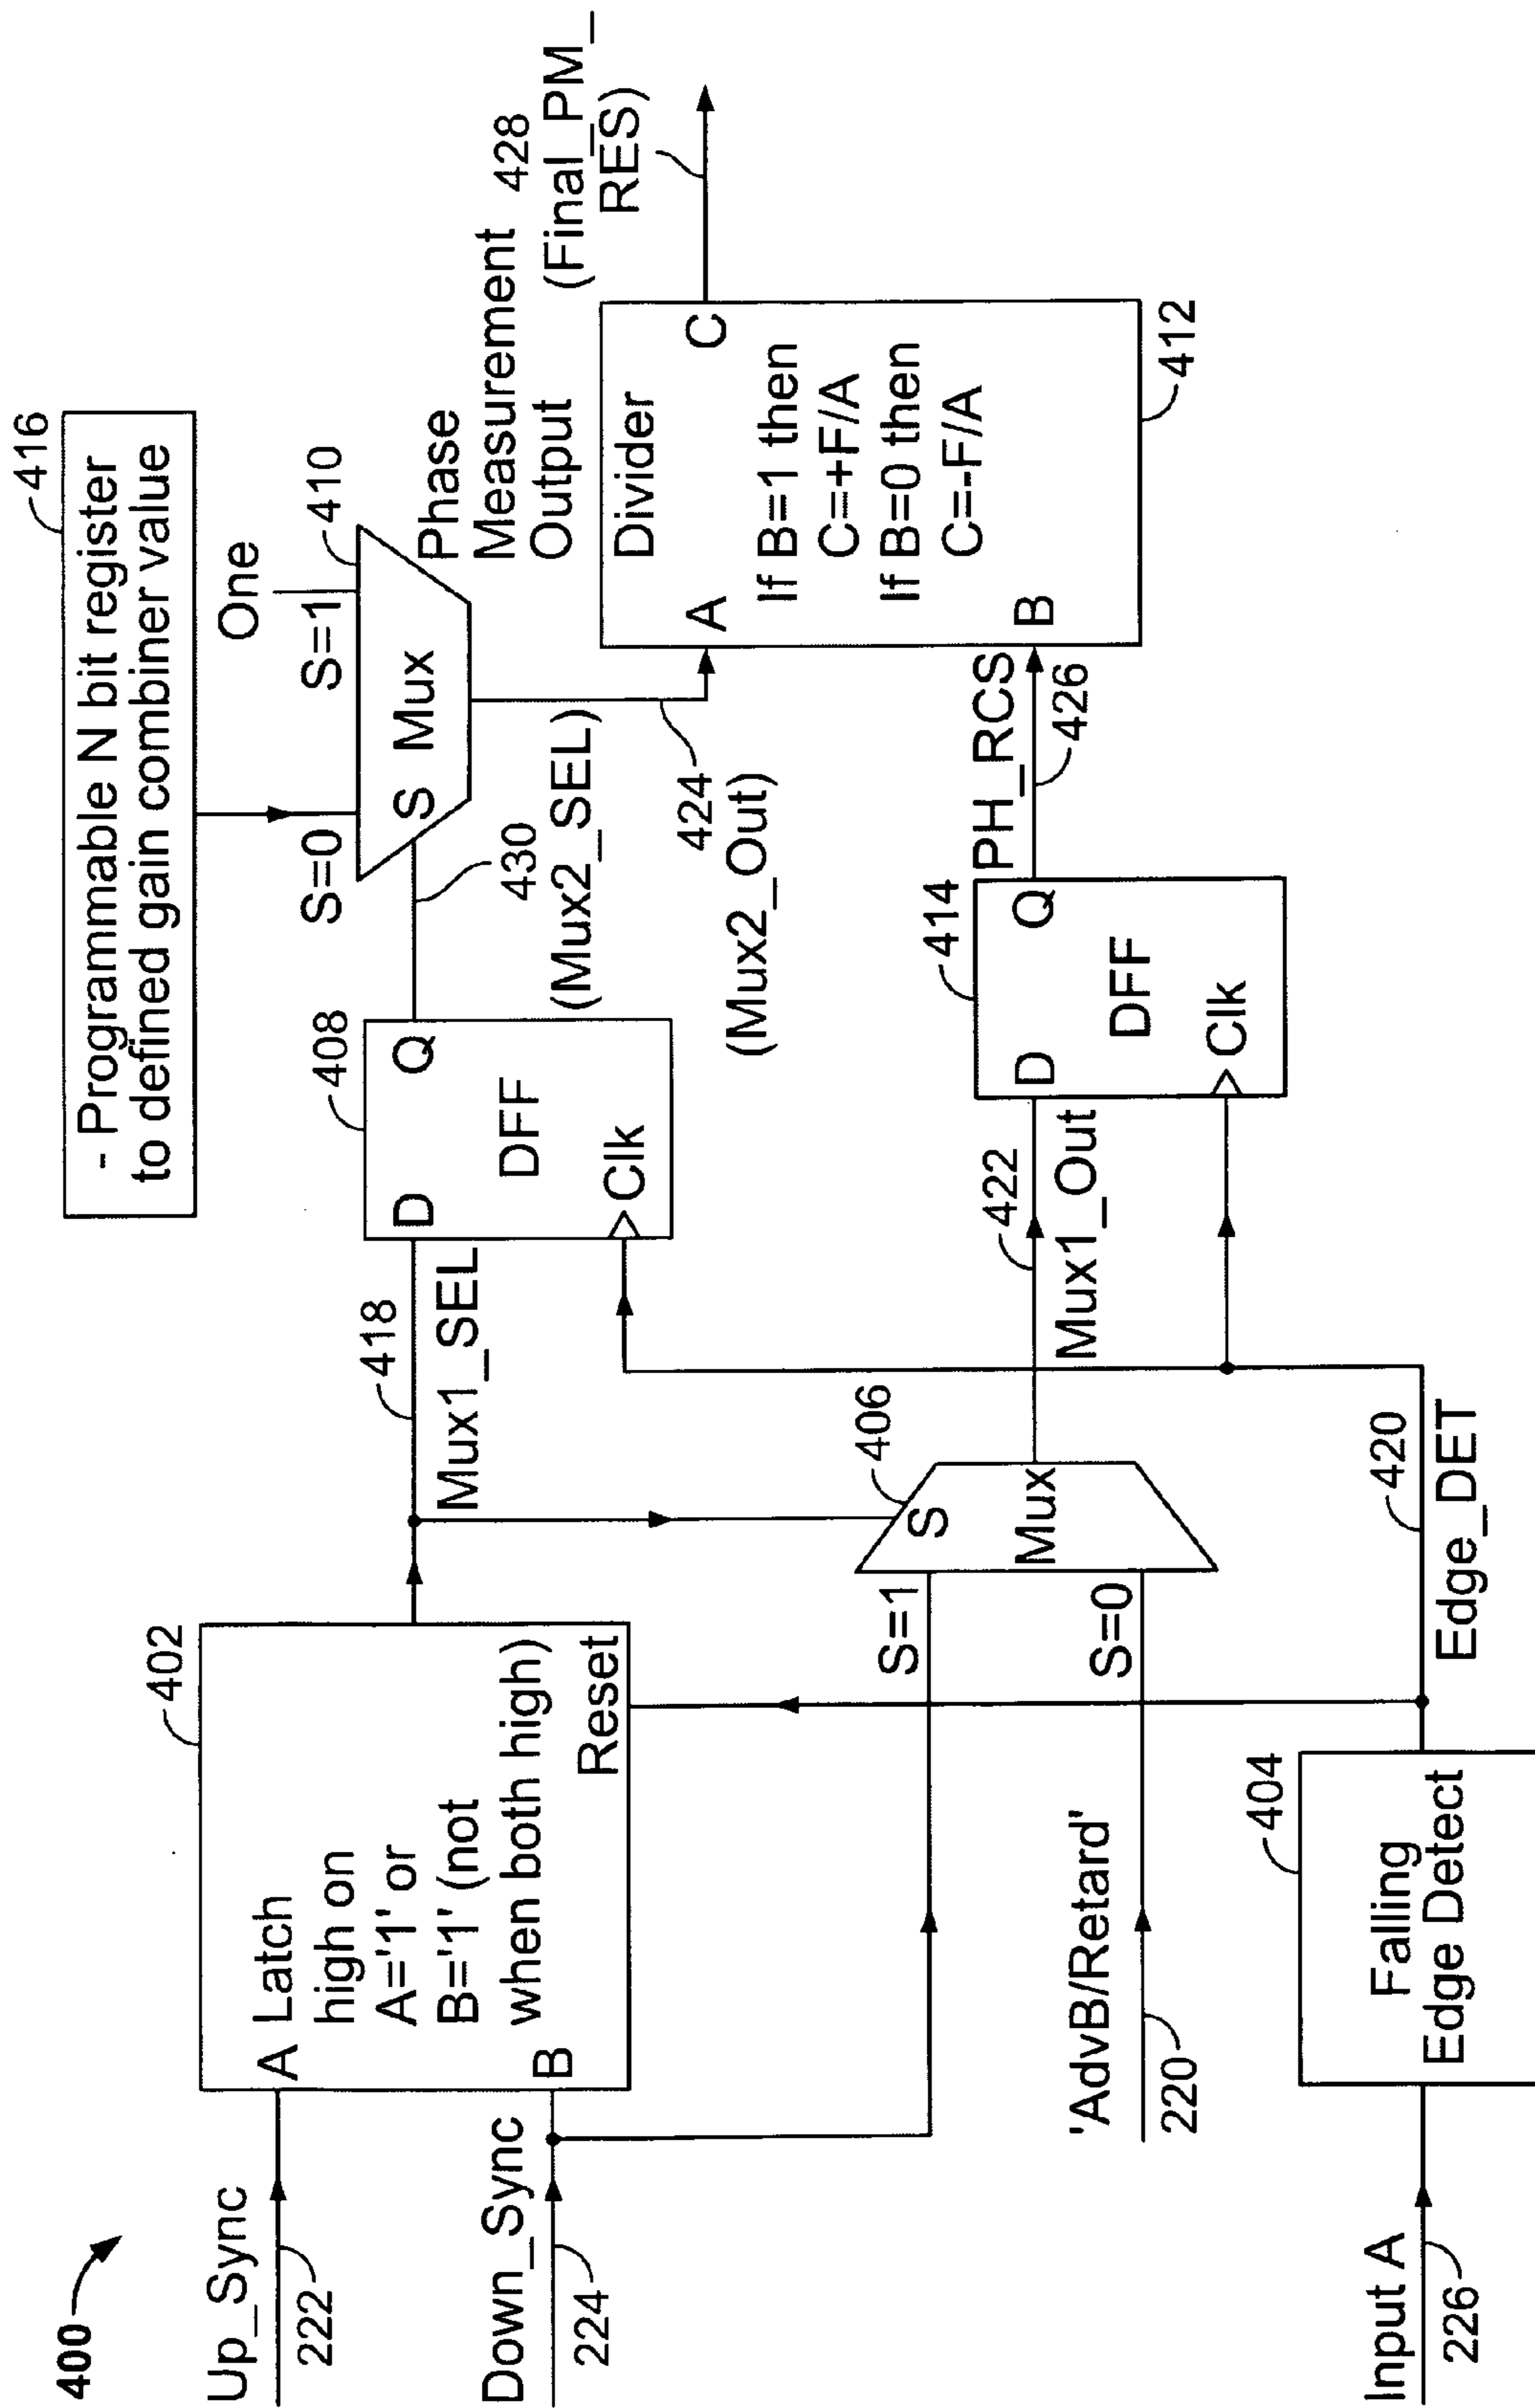 400
416
- Programmable N bit register
to defined gain combiner value
Up_Sync
222
Down_Sync
224
402
A
Latch
high on
A='1' or
B='1' (not
when both high)
B
Reset
418
Mux1_SEL
408
D
Q
DFF
Clk
One
410
S=0
S=1
S
Mux
430
(Mux2_SEL)
424
(Mux2_Out)
Phase
Measurement
Output
428
(Final_PM_
RES)
Divider
A
C
If B=1 then
C=+F/A
If B=0 then
C=-F/A
B
412
406
S=1
S=0
S
Mux
'AdvB/Retard'
220
422
Mux1_Out
414
D
Q
DFF
Clk
PH_RCS
426
Input A
226
404
Falling
Edge Detect
420
Edge_DET